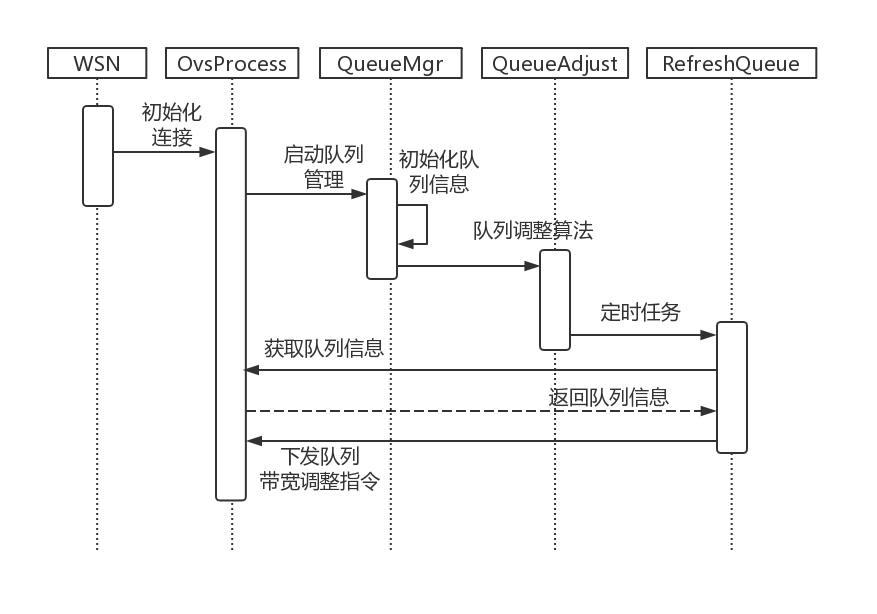 WSN
OvsProcess
QueueMgr
QueueAdjust
RefreshQueue
初始化
连接
启动队列
管理
初始化队
列信息
队列调整算法
定时任务
获取队列信息
返回队列信息
下发队列
带宽调整指令